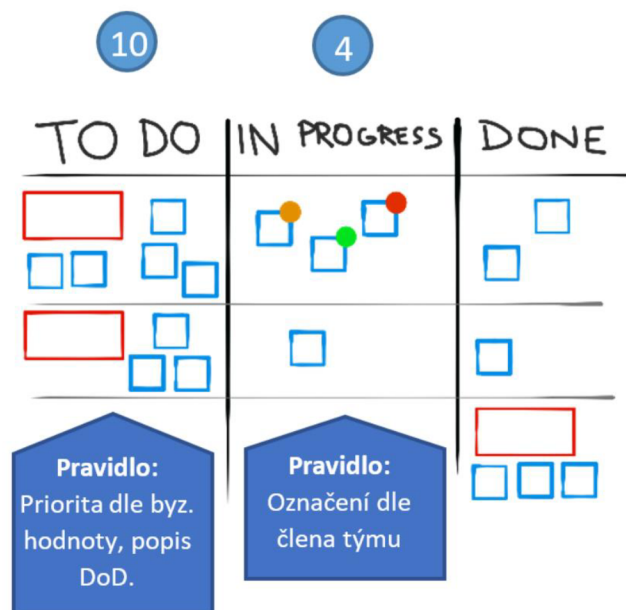 10
4
TO DO
IN PROGRESS
DONE
Pravidlo:
Priorita dle byz.
hodnoty, popis
DoD.
Pravidlo:
Označení dle
člena týmu